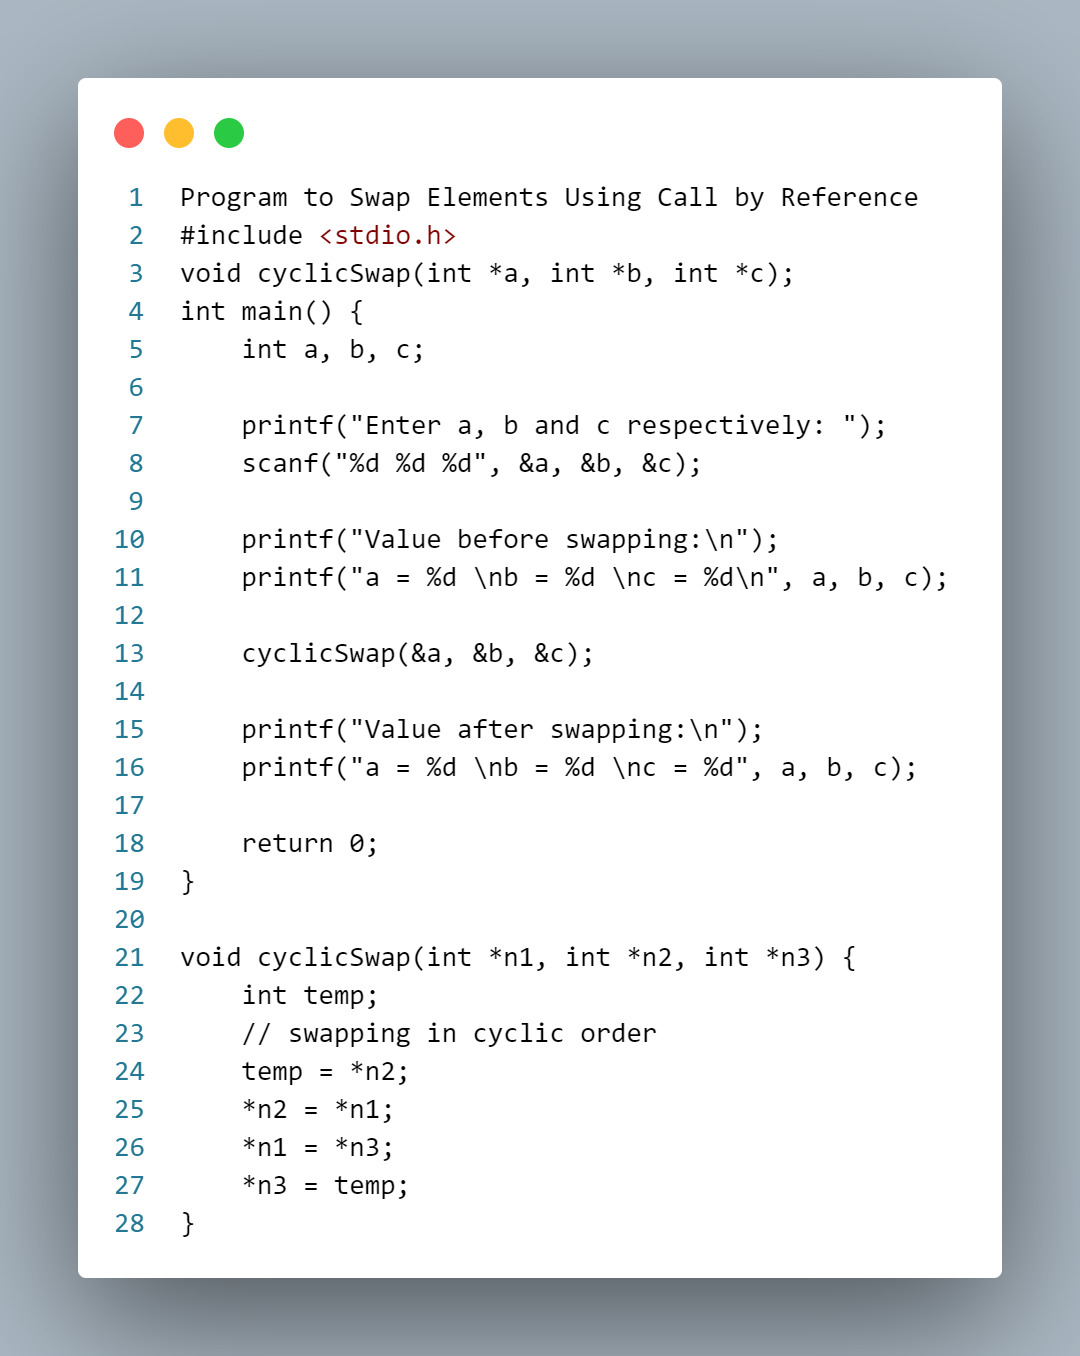 1 Program to Swap Elements Using Call by Reference
2 #include <stdio.h>
3 void cyclicSwap(int *a, int *b, int *c);
4 int main() {
5     int a, b, c;
6
7     printf("Enter a, b and c respectively: ");
8     scanf("%d %d %d", &a, &b, &c);
9
10     printf("Value before swapping:\n");
11     printf("a = %d \nb = %d \nc = %d\n", a, b, c);
12
13     cyclicSwap(&a, &b, &c);
14
15     printf("Value after swapping:\n");
16     printf("a = %d \nb = %d \nc = %d", a, b, c);
17
18     return 0;
19 }
20
21 void cyclicSwap(int *n1, int *n2, int *n3) {
22     int temp;
23     // swapping in cyclic order
24     temp = *n2;
25     *n2 = *n1;
26     *n1 = *n3;
27     *n3 = temp;
28 }